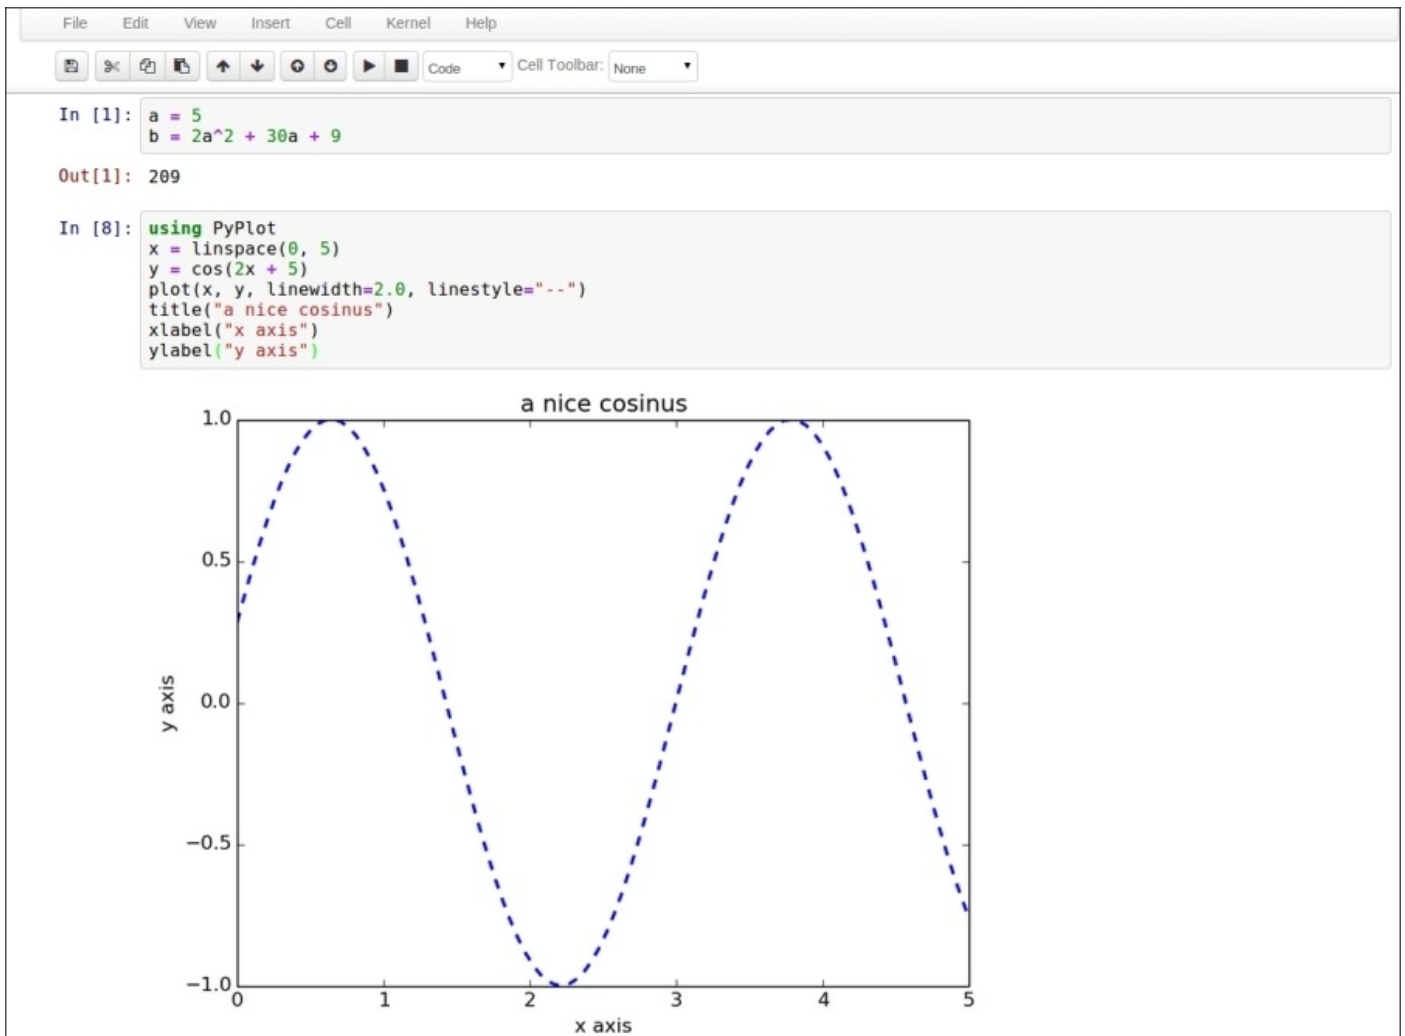 File Edit View Insert Cell Kernel Help
Code Cell Toolbar: None
In [1]: a = 5
b = 2a^2 + 30a + 9
Out[1]: 209
In [8]: using PyPlot
x = linspace(0, 5)
y = cos(2x + 5)
plot(x, y, linewidth=2.0, linestyle="--")
title("a nice cosinus")
xlabel("x axis")
ylabel("y axis")
a nice cosinus
1.0
0.5
0.0
−0.5
−1.0
y axis
0 1 2 3 4 5
x axis